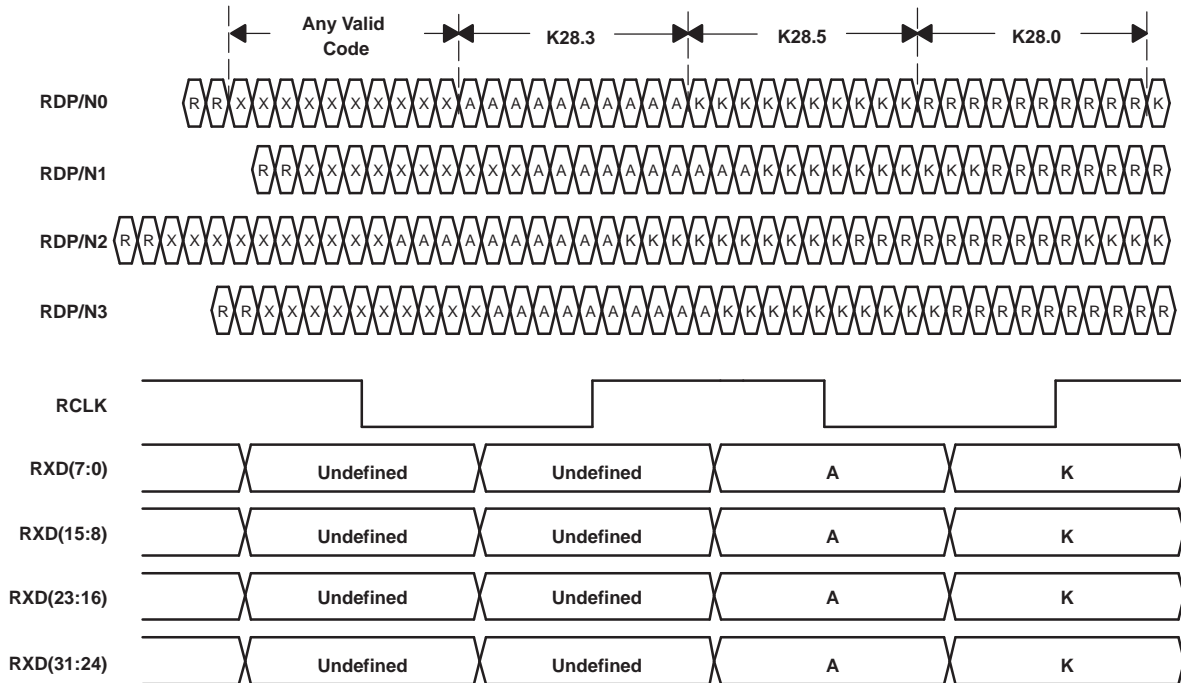 Any Valid
Code
K28.3
K28.5
K28.0
RDP/N0
R R X X X X X X X X X X A A A A A A A A A A K K K K K K K K K K R R R R R R R R R R K
RDP/N1
R R X X X X X X X X X X A A A A A A A A A A K K K K K K K K K K R R R R R R R R
RDP/N2
R R X X X X X X X X X X A A A A A A A A A A K K K K K K K K K K R R R R R R R R R R K K K K
RDP/N3
R R X X X X X X X X X X A A A A A A A A A A K K K K K K K K K K R R R R R R R R R R
RCLK
RXD(7:0)
Undefined
Undefined
A
K
RXD(15:8)
Undefined
Undefined
A
K
RXD(23:16)
Undefined
Undefined
A
K
RXD(31:24)
Undefined
Undefined
A
K